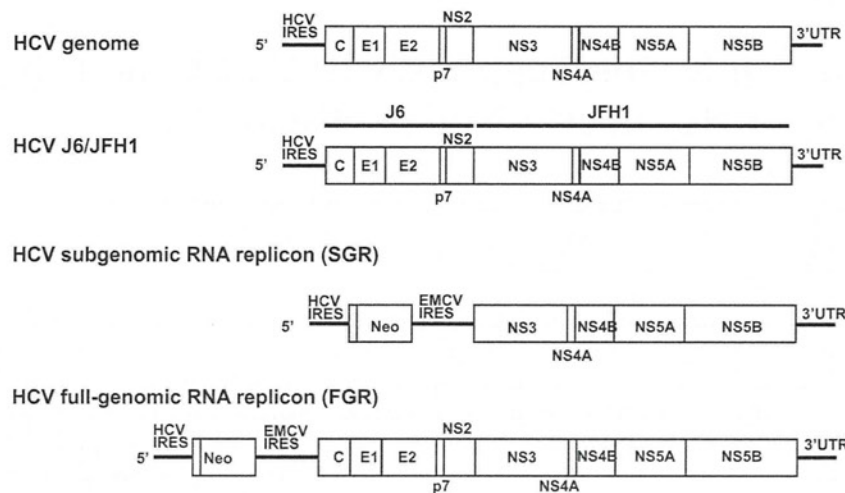 HCV genome
5’
HCV
IRES
C E1 E2 p7 NS2 NS3 NS4A NS4B NS5A NS5B
3’UTR
J6 JFH1
HCV J6/JFH1
5’
HCV
IRES
C E1 E2 p7 NS2 NS3 NS4A NS4B NS5A NS5B
3’UTR
HCV subgenomic RNA replicon (SGR)
5’
HCV
IRES
Neo
EMCV
IRES
NS3 NS4A NS4B NS5A NS5B
3’UTR
HCV full-genomic RNA replicon (FGR)
5’
HCV
IRES
Neo
EMCV
IRES
C E1 E2 p7 NS2 NS3 NS4A NS4B NS5A NS5B
3’UTR